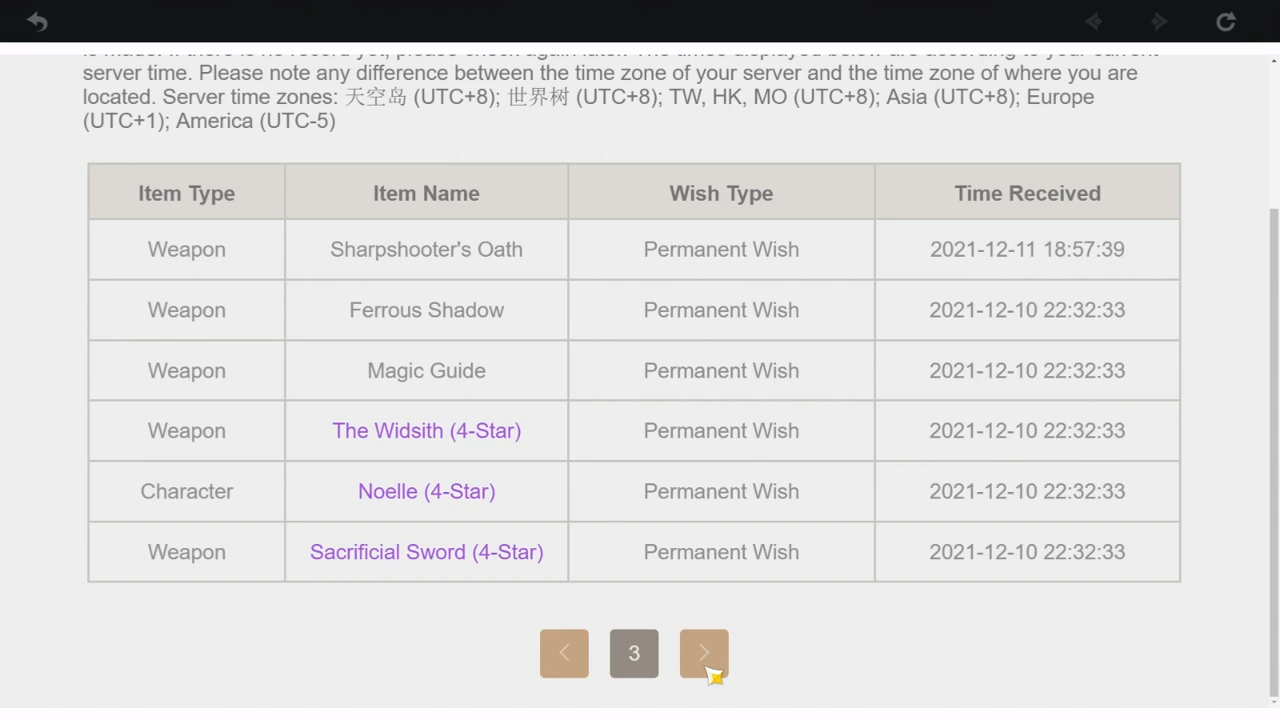 server time. Please note any difference between the time zone of your server and the time zone of where you are
located. Server time zones: 天空岛 (UTC+8); 世界树 (UTC+8); TW, HK, MO (UTC+8); Asia (UTC+8); Europe
(UTC+1); America (UTC-5)
Item Type Item Name Wish Type Time Received
Weapon Sharpshooter's Oath Permanent Wish 2021-12-11 18:57:39
Weapon Ferrous Shadow Permanent Wish 2021-12-10 22:32:33
Weapon Magic Guide Permanent Wish 2021-12-10 22:32:33
Weapon The Widsith (4-Star) Permanent Wish 2021-12-10 22:32:33
Character Noelle (4-Star) Permanent Wish 2021-12-10 22:32:33
Weapon Sacrificial Sword (4-Star) Permanent Wish 2021-12-10 22:32:33
3